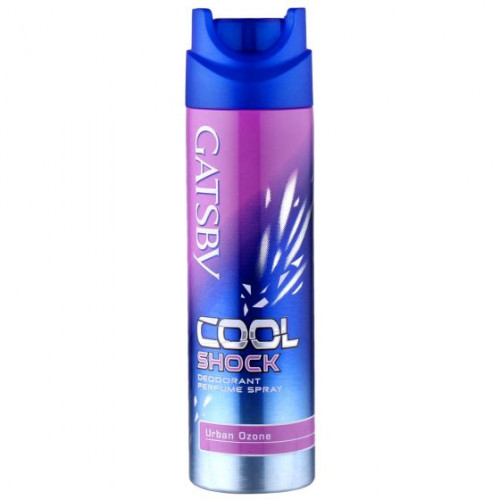 GATSBY
COOL
SHOCK
DEODORANT
PERFUME SPRAY
Urban Ozone